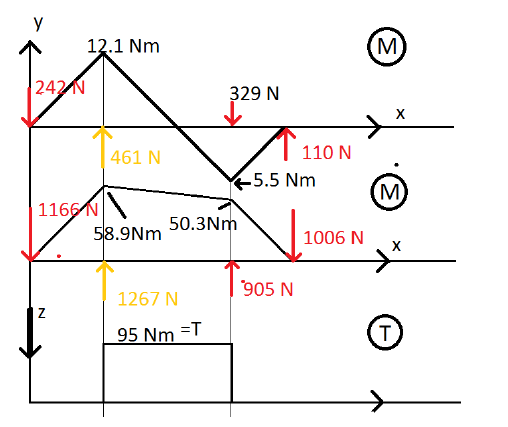 y
12.1 Nm
M
242 N
329 N
x
461 N
110 N
5.5 Nm
M
1166 N
50.3Nm
58.9Nm
1006 N
x
1267 N
905 N
z
95 Nm =T
T